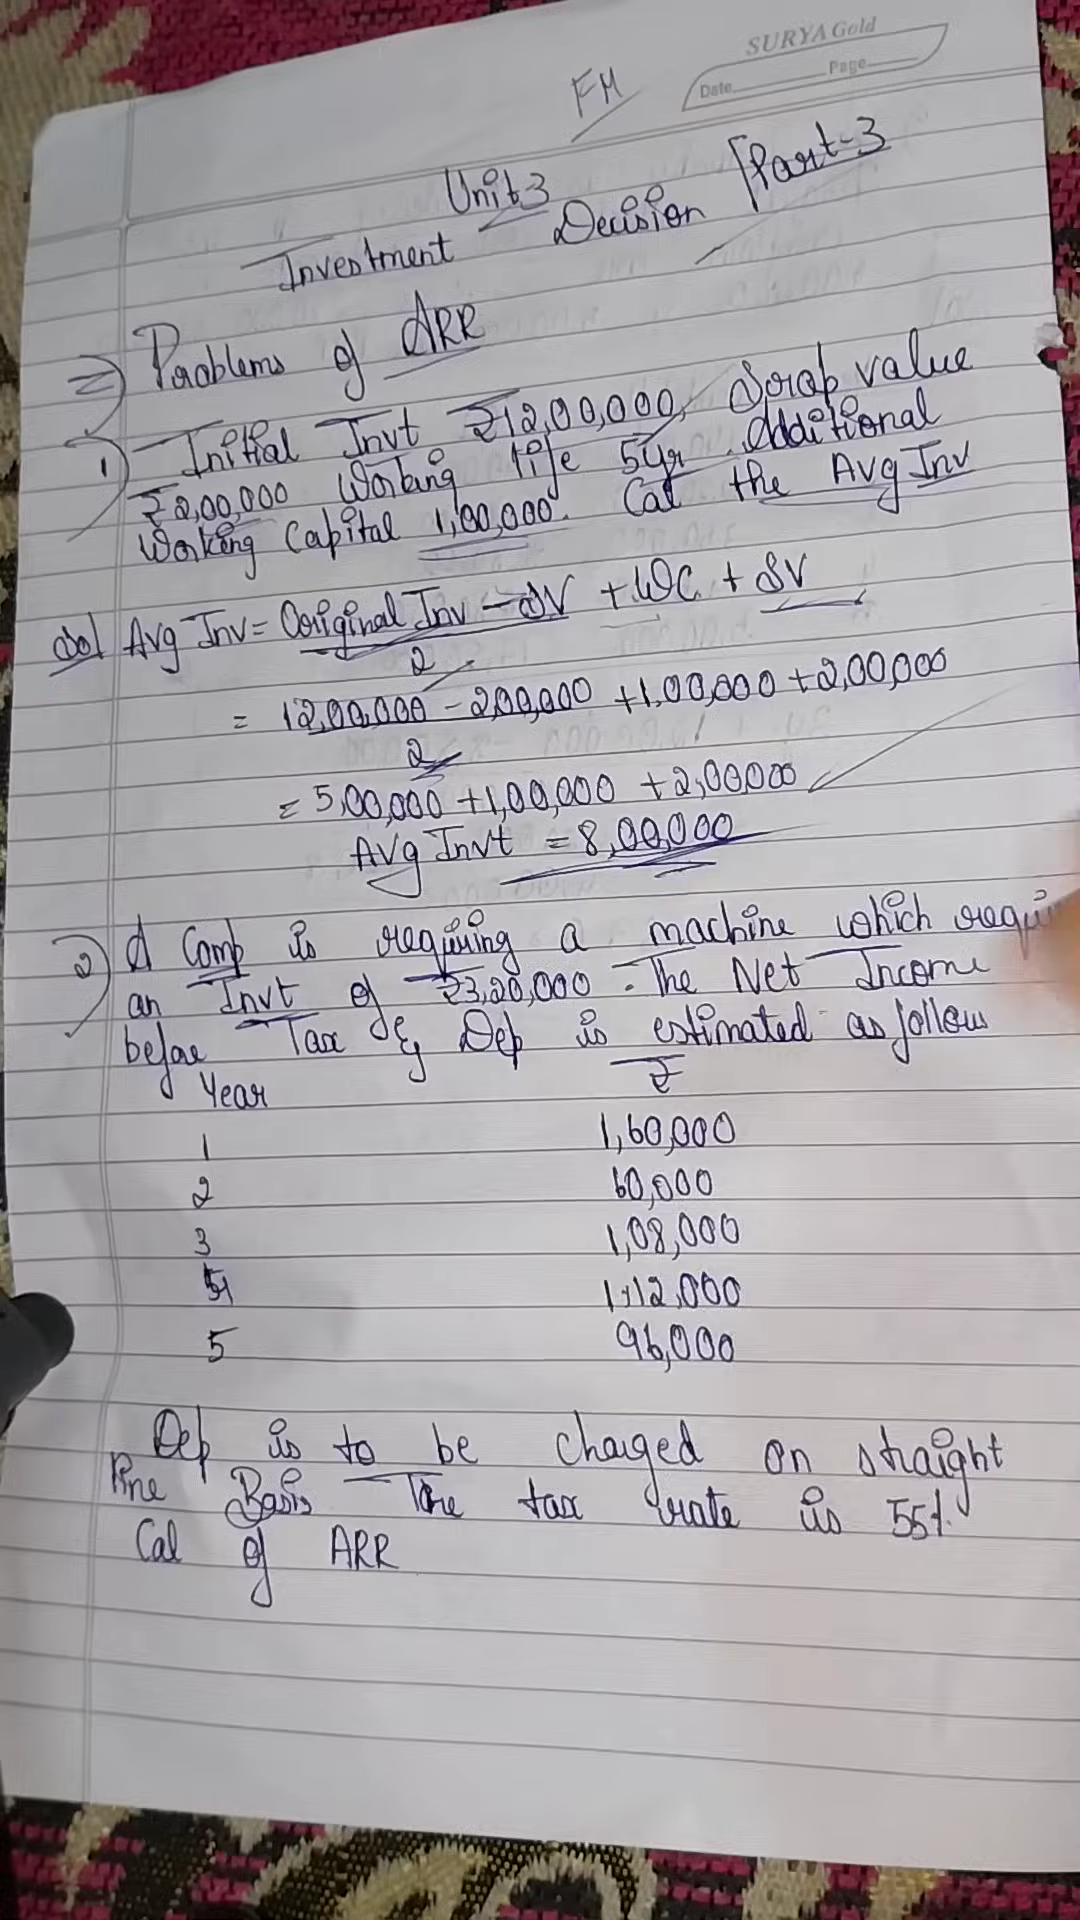 SURYA Gold
Date Page
FM
Unit 3
Investment Decision Part-3
Problems of ARR
1) Initial Invt ₹12,00,000, Scrap value
₹2,00,000 Working life 5yr. Additional
Working Capital 1,00,000. Cal the Avg Inv
Sol Avg Inv = Original Inv - SV + WC + SV
2
= 12,00,000 - 2,00,000 + 1,00,000 + 2,00,000
2
= 5,00,000 + 1,00,000 + 2,00,000
Avg Invt = 8,00,000
2) A Comp is requiring a machine which requi
an Invt of ₹3,20,000. The Net Income
before Tax & Dep is estimated as follow
Year ₹
1 1,60,000
2 60,000
3 1,08,000
4 1,12,000
5 96,000
Dep is to be chaged on straight
line Basis The tax rate is 55%.
Cal of ARR